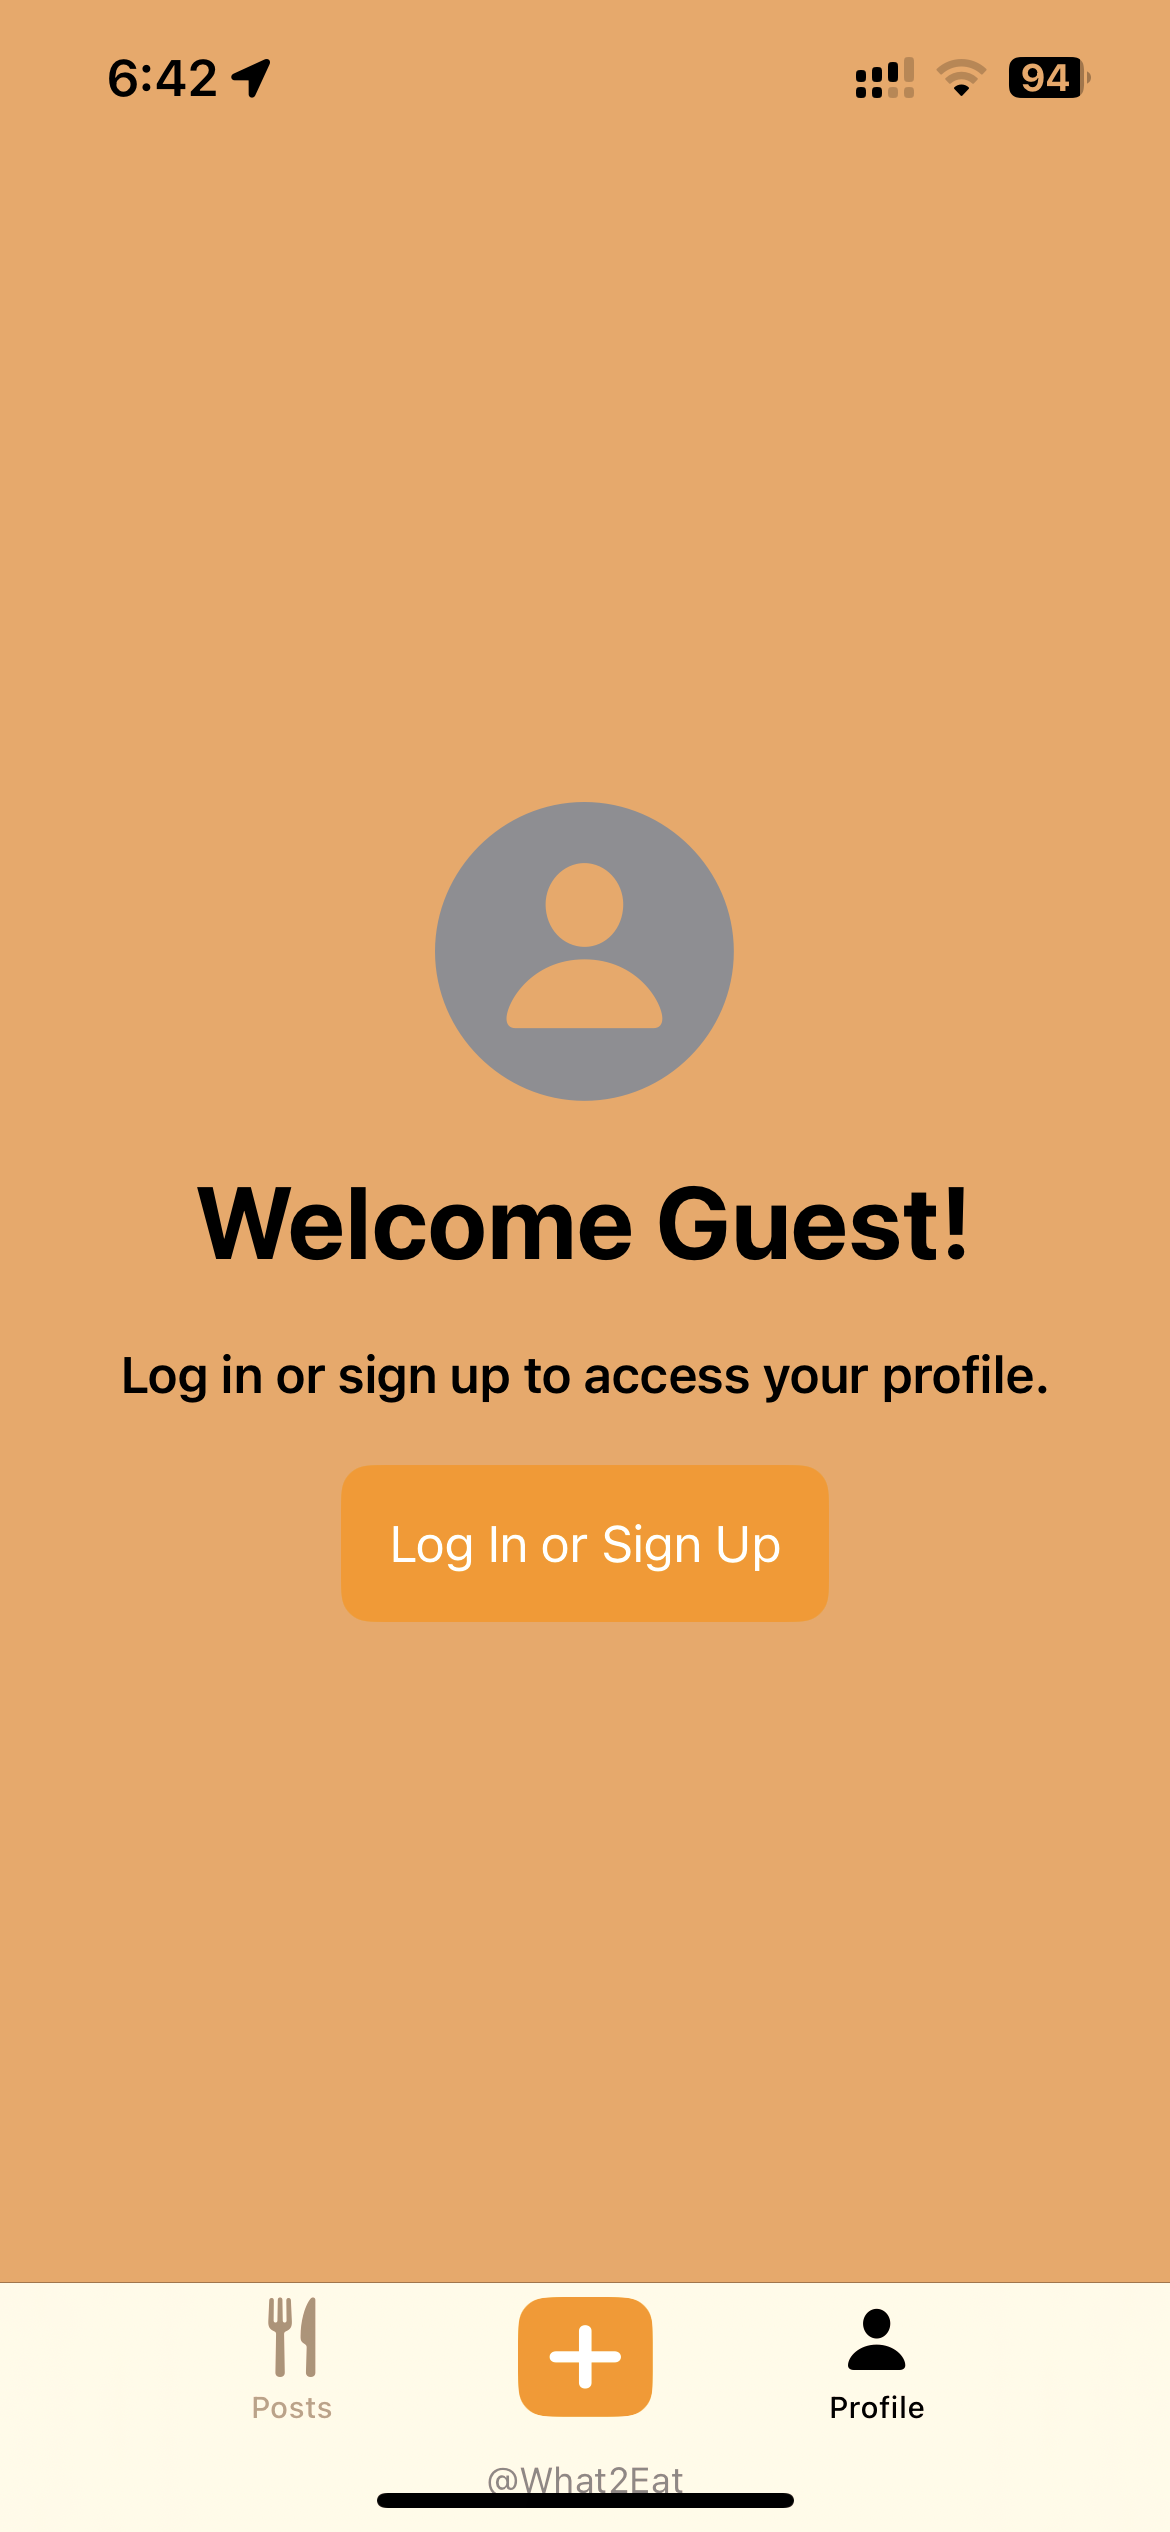 6:42
94
Welcome Guest!
Log in or sign up to access your profile.
Log In or Sign Up
Posts
Profile
@What2Eat